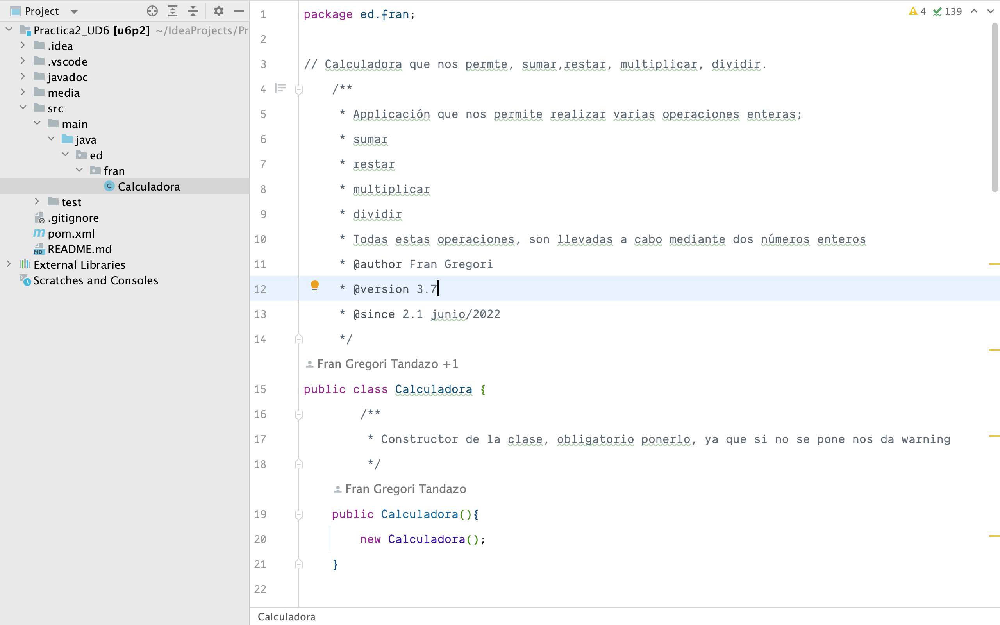 Project
4 139
Practica2_UD6 [u6p2] ~/IdeaProjects/Pr
.idea
.vscode
javadoc
media
src
main
java
ed
fran
C Calculadora
test
.gitignore
m pom.xml
MD README.md
External Libraries
Scratches and Consoles
1 package ed.fran;
2
3 // Calculadora que nos permte, sumar,restar, multiplicar, dividir.
4 /**
5 * Applicación que nos permite realizar varias operaciones enteras;
6 * sumar
7 * restar
8 * multiplicar
9 * dividir
10 * Todas estas operaciones, son llevadas a cabo mediante dos números enteros
11 * @author Fran Gregori
12 * @version 3.7
13 * @since 2.1 junio/2022
14 */
Fran Gregori Tandazo +1
15 public class Calculadora {
16 /**
17 * Constructor de la clase, obligatorio ponerlo, ya que si no se pone nos da warning
18 */
Fran Gregori Tandazo
19 public Calculadora(){
20 new Calculadora();
21 }
22
Calculadora